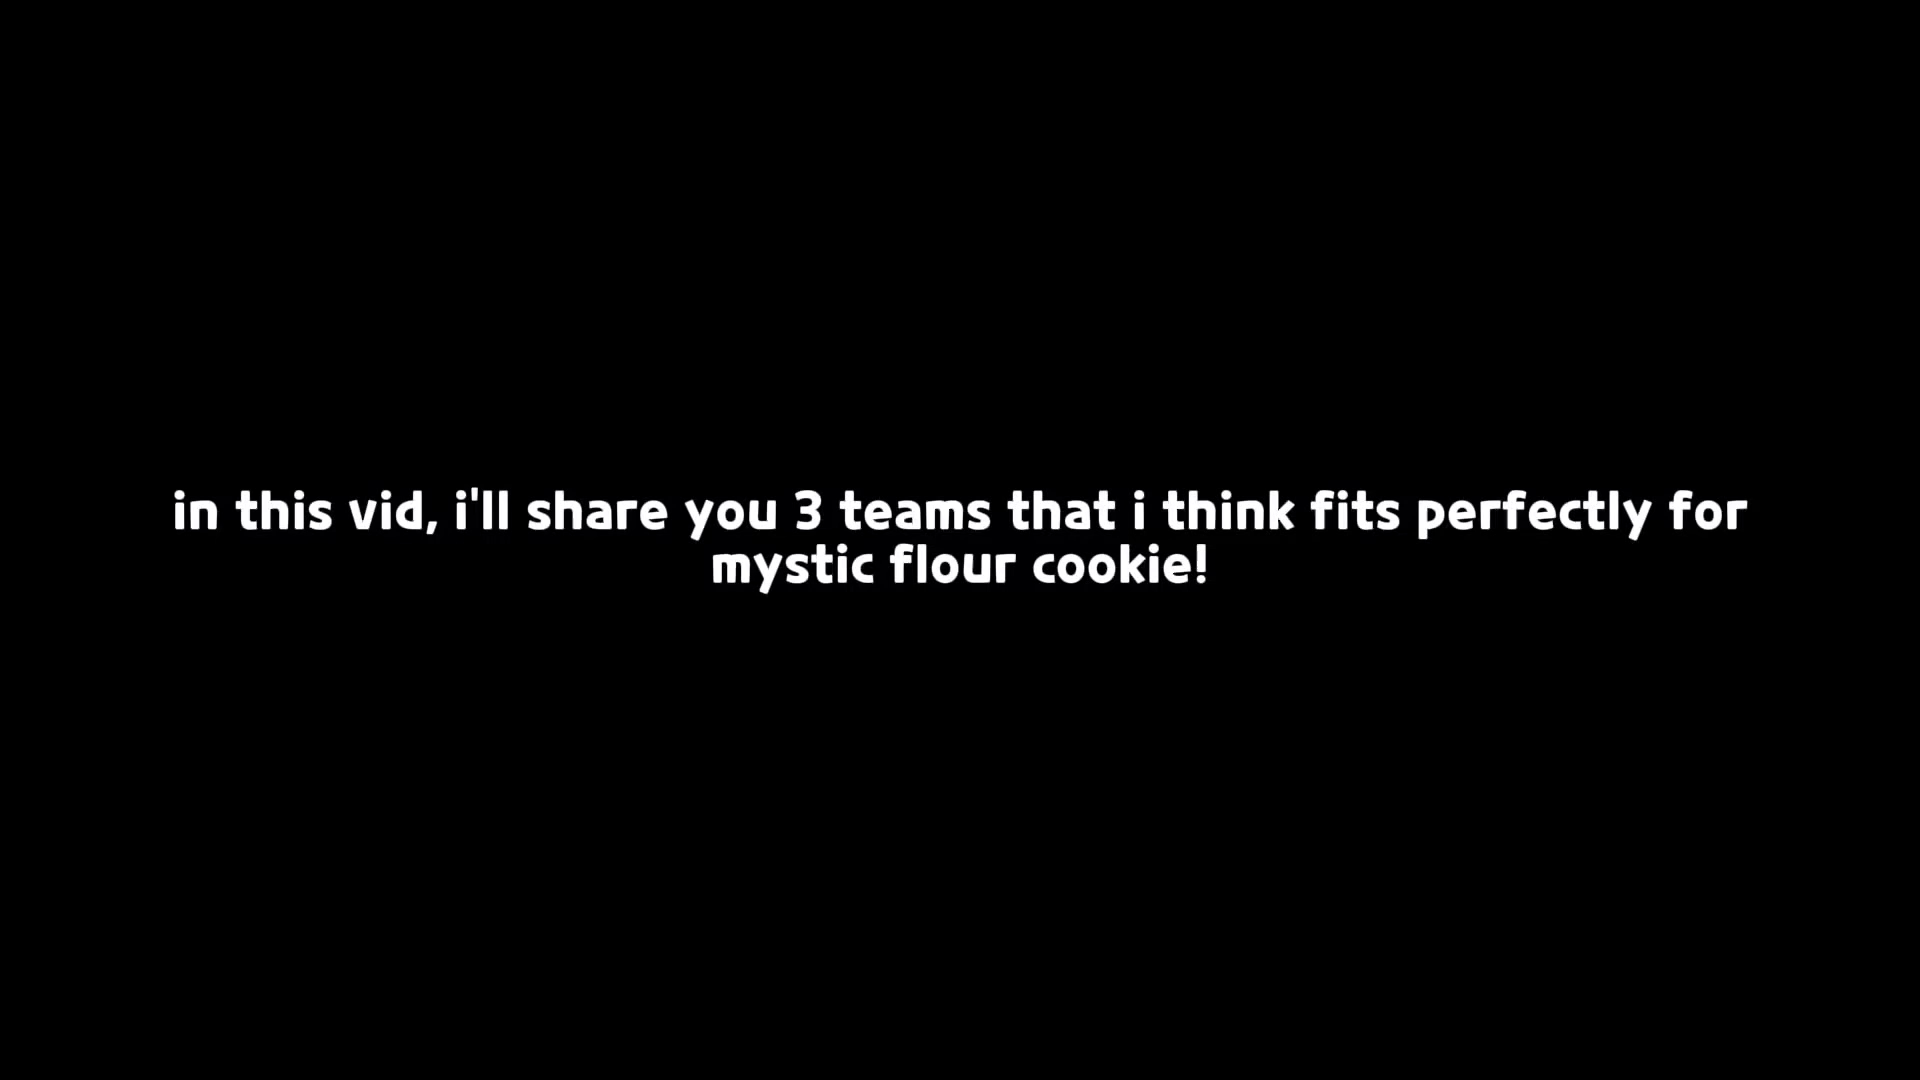 in this vid, i'll share you 3 teams that i think fits perfectly for
mystic flour cookie!